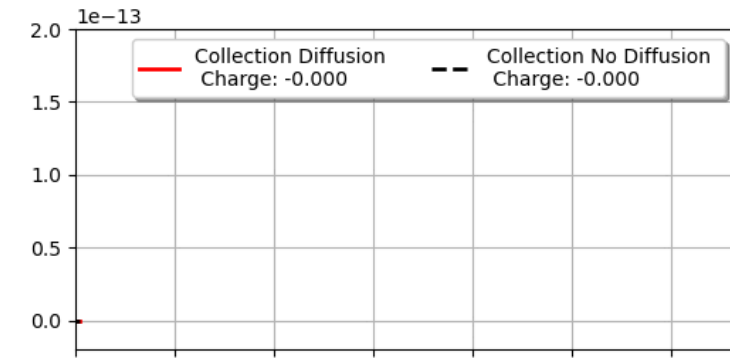 1e−13
2.0
Collection Diffusion
Charge: -0.000
Collection No Diffusion
Charge: -0.000
1.5
1.0
0.5
0.0